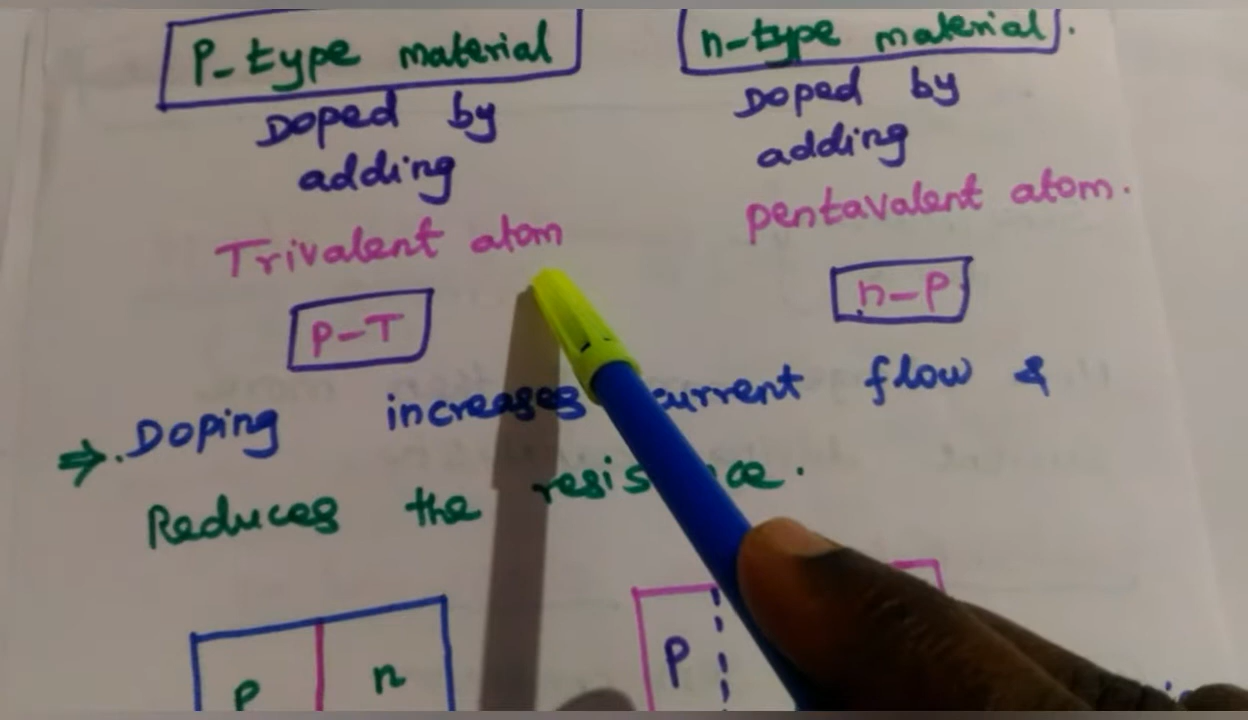 P-type material
Doped by
adding
Trivalent atom
P-T
n-type material.
Doped by
adding
pentavalent atom.
n-P
⇒. Doping increases current flow &
Reduces the
P n
P